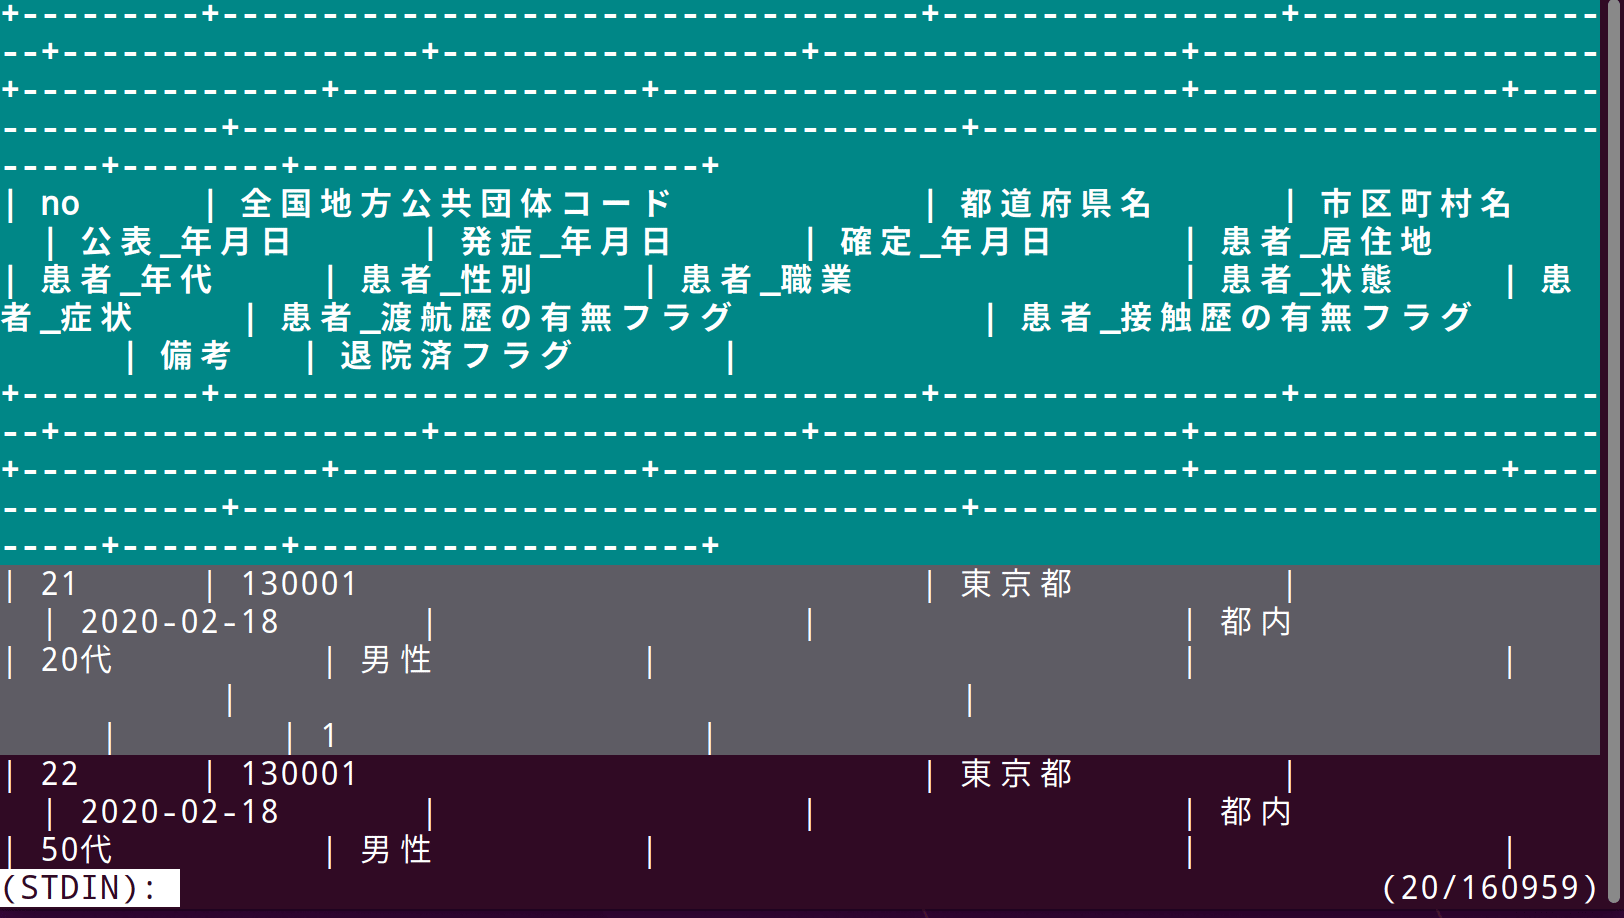 +---------+-----------------------------------+-----------------+---------------
--+------------------+------------------+------------------+--------------------
+---------------+---------------+--------------------------+---------------+----
-----------+------------------------------------+-------------------------------
-----+--------+--------------------+
| no      | 全国地方公共団体コード            | 都道府県名      | 市区町村名
  | 公表_年月日      | 発症_年月日      | 確定_年月日      | 患者_居住地
| 患者_年代     | 患者_性別     | 患者_職業                | 患者_状態     | 患
者_症状     | 患者_渡航歴の有無フラグ            | 患者_接触歴の有無フラグ
      | 備考   | 退院済フラグ       |
+---------+-----------------------------------+-----------------+---------------
--+------------------+------------------+------------------+--------------------
+---------------+---------------+--------------------------+---------------+----
-----------+------------------------------------+-------------------------------
-----+--------+--------------------+
| 21      | 130001                            | 東京都         |
  | 2020-02-18       |                  |                  | 都内
| 20代          | 男性          |                          |               |
           |                                    |
     |        | 1                  |
| 22      | 130001                            | 東京都         |
  | 2020-02-18       |                  |                  | 都内
| 50代          | 男性          |                          |               |
(STDIN):                                                             (20/160959)